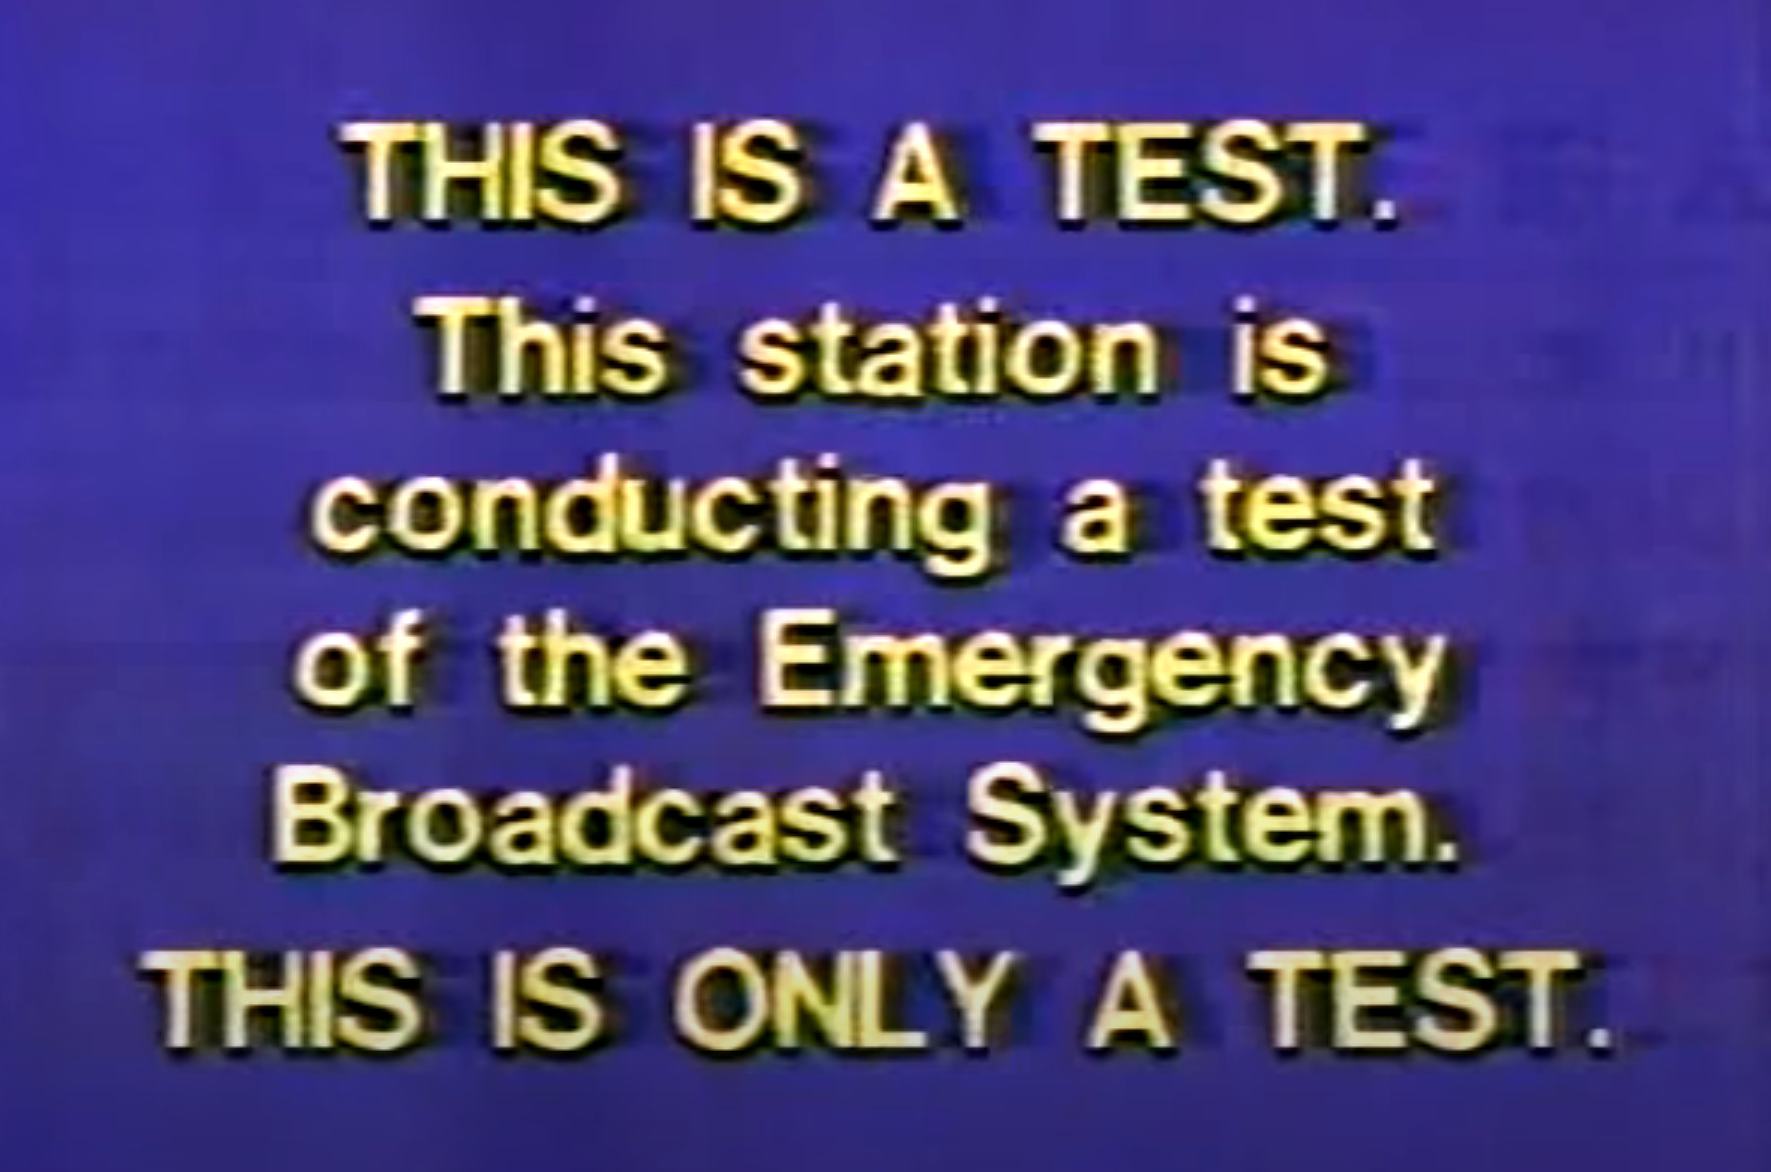 THIS IS A TEST.
This station is
conducting a test
of the Emergency
Broadcast System.
THIS IS ONLY A TEST.